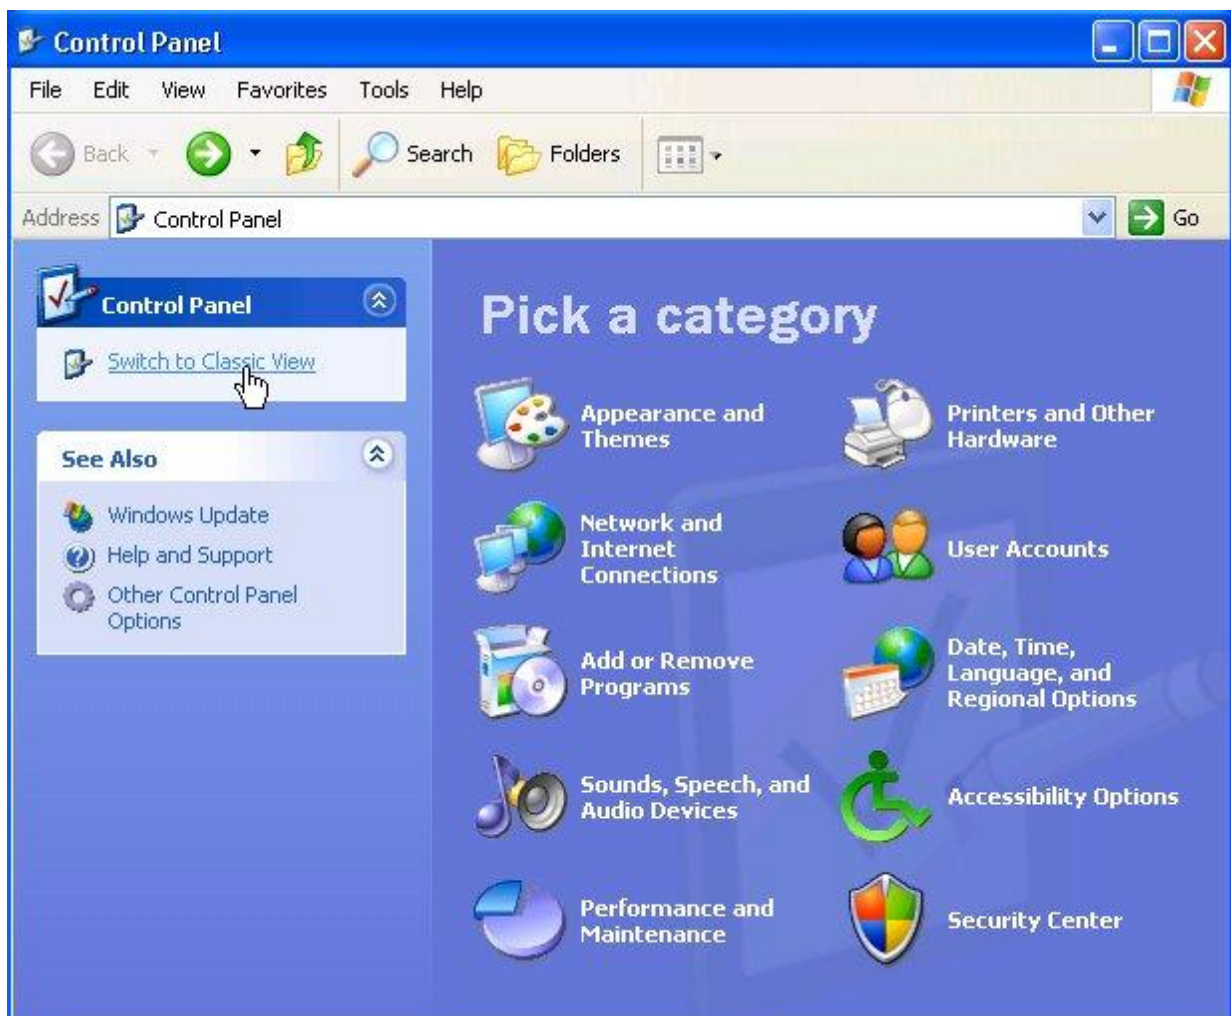 Control Panel
File Edit View Favorites Tools Help
Back Search Folders
Address Control Panel Go
Control Panel
Switch to Classic View
See Also
Windows Update
Help and Support
Other Control Panel
Options
Pick a category
Appearance and
Themes
Printers and Other
Hardware
Network and
Internet
Connections
User Accounts
Add or Remove
Programs
Date, Time,
Language, and
Regional Options
Sounds, Speech, and
Audio Devices
Accessibility Options
Performance and
Maintenance
Security Center